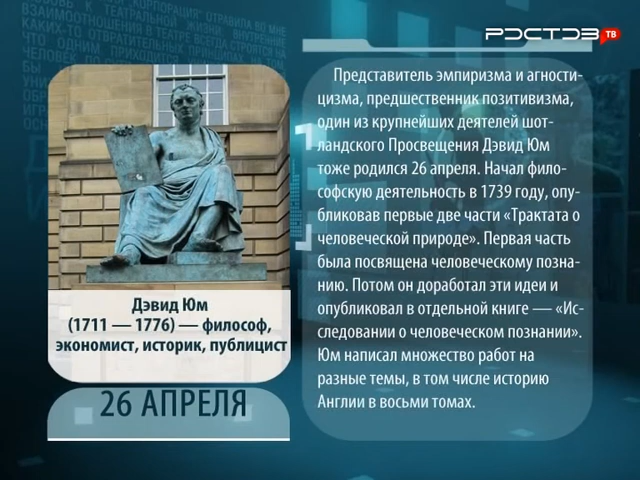 РОСТОВ ТВ
Представитель эмпиризма и агности-
цизма, предшественник позитивизма,
один из крупнейших деятелей шот-
ландского Просвещения Дэвид Юм
тоже родился 26 апреля. Начал фило-
софскую деятельность в 1739 году, опу-
бликовав первые две части «Трактата о
человеческой природе». Первая часть
была посвящена человеческому позна-
нию. Потом он доработал эти идеи и
опубликовал в отдельной книге — «Ис-
следовании о человеческом познании».
Юм написал множество работ на
разные темы, в том числе историю
Англии в восьми томах.
Дэвид Юм
(1711 — 1776) — философ,
экономист, историк, публицист
26 АПРЕЛЯ